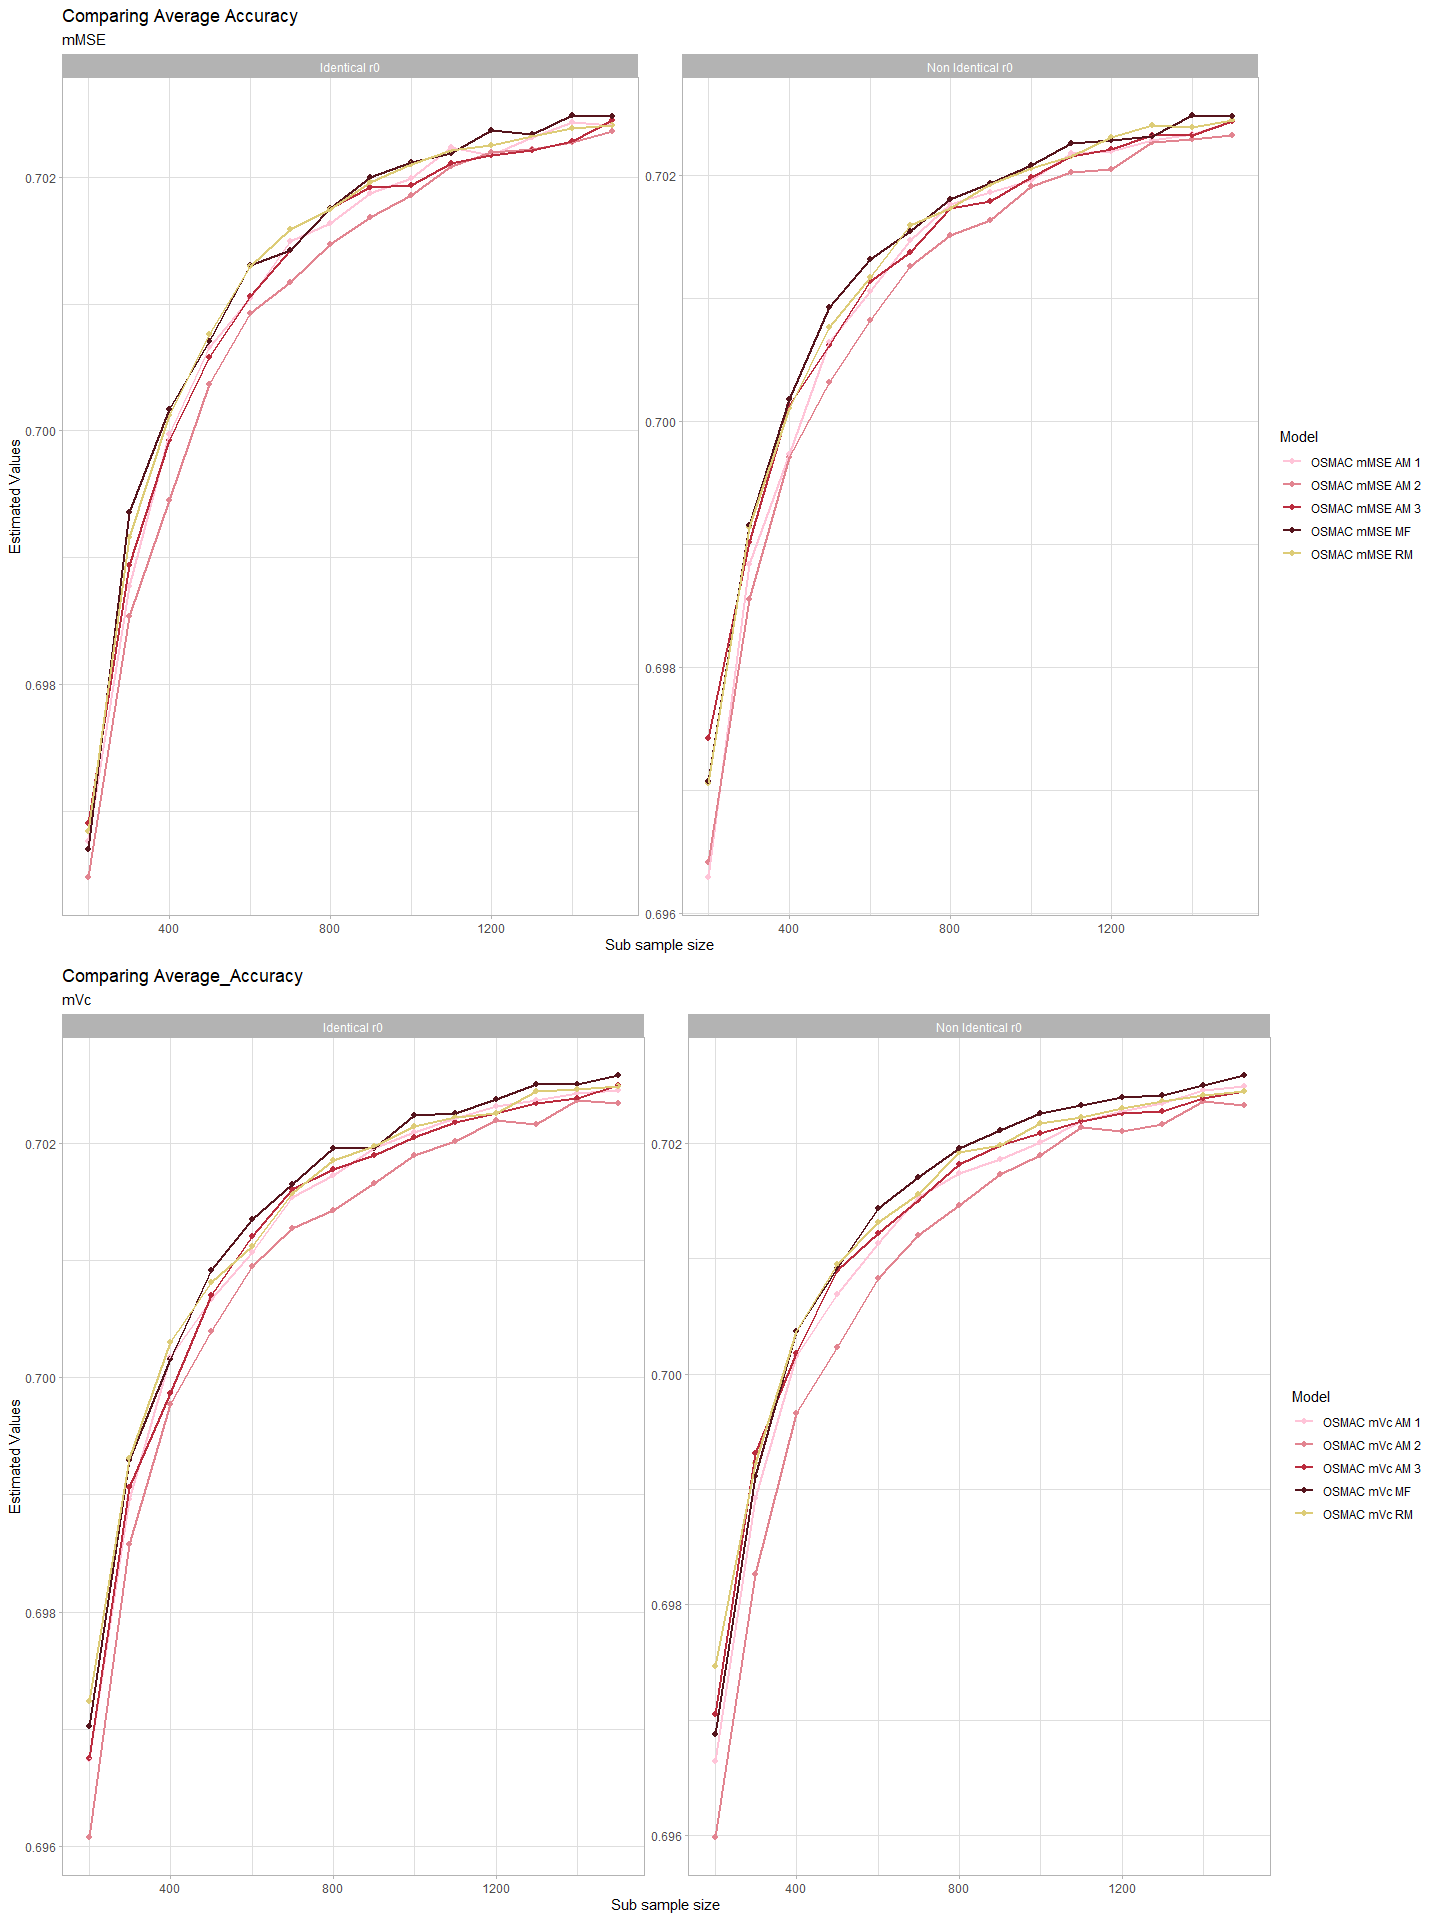 Comparing Average Accuracy
mMSE
Identical r0
Non Identical r0
0.702
0.700
0.698
0.702
0.700
0.698
0.696
Estimated Values
400
800
1200
400
800
1200
Sub sample size
Model
OSMAC mMSE AM 1
OSMAC mMSE AM 2
OSMAC mMSE AM 3
OSMAC mMSE MF
OSMAC mMSE RM
Comparing Average_Accuracy
mVc
Identical r0
Non Identical r0
0.702
0.700
0.698
0.696
0.702
0.700
0.698
0.696
Estimated Values
400
800
1200
400
800
1200
Sub sample size
Model
OSMAC mVc AM 1
OSMAC mVc AM 2
OSMAC mVc AM 3
OSMAC mVc MF
OSMAC mVc RM